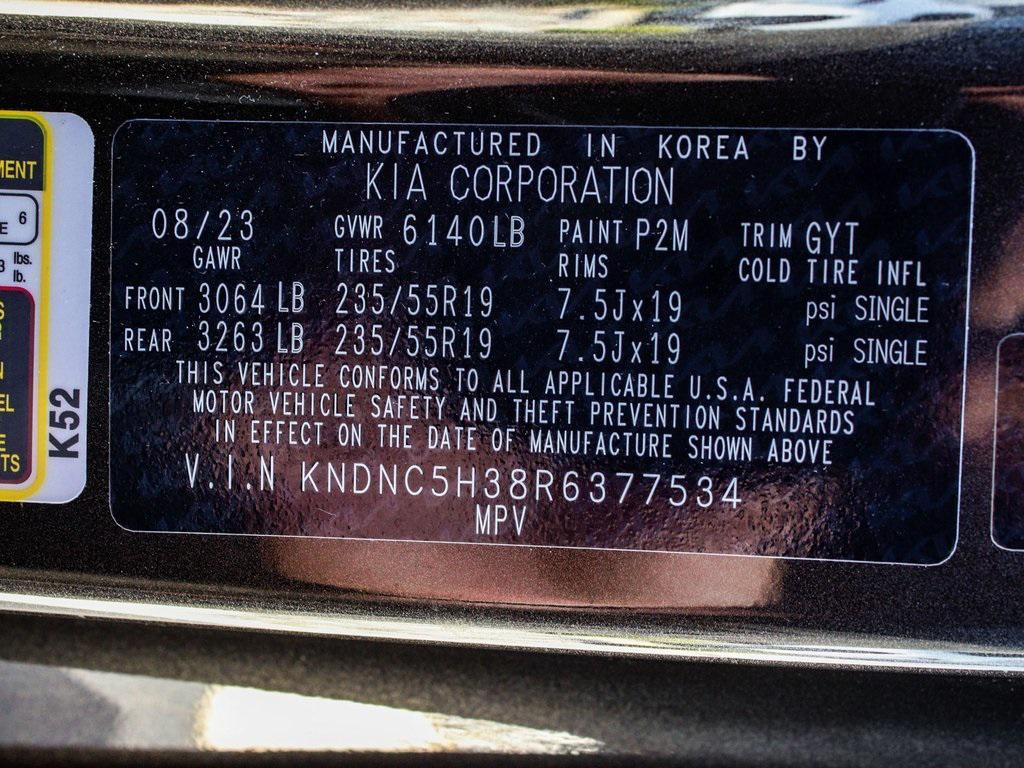 MANUFACTURED IN KOREA BY
KIA CORPORATION
08/23 GVWR 6140LB PAINT P2M TRIM GYT
GAWR TIRES RIMS COLD TIRE INFL
FRONT 3064 LB 235/55R19 7.5Jx19 psi SINGLE
REAR 3263 LB 235/55R19 7.5Jx19 psi SINGLE
THIS VEHICLE CONFORMS TO ALL APPLICABLE U.S.A. FEDERAL
MOTOR VEHICLE SAFETY AND THEFT PREVENTION STANDARDS
IN EFFECT ON THE DATE OF MANUFACTURE SHOWN ABOVE
V.I.N KNDNC5H38R6377534
MPV
6
lbs.
lb.
K52